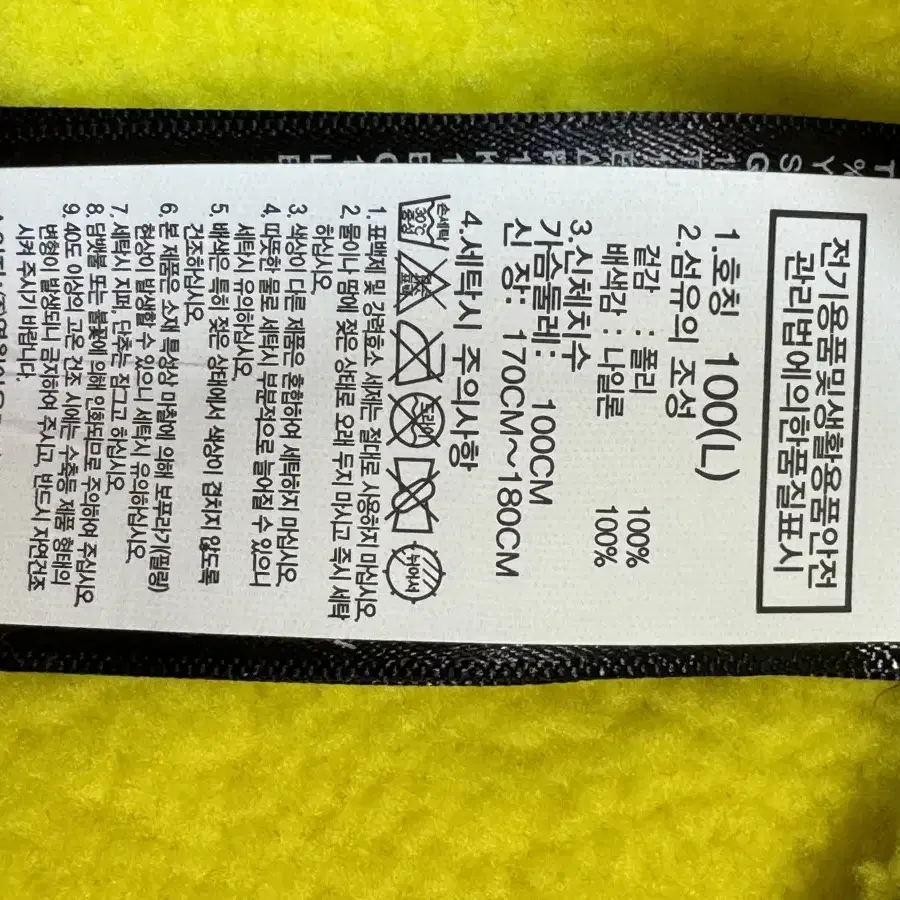 전기용품및생활용품안전
관리법에의한품질표시
1.호칭 100(L)
2.섬유의 조성
겉감 : 폴리 100%
배색감 : 나일론 100%
3.신체치수
가슴둘레: 100CM
신 장: 170CM~180CM
4.세탁시 주의사항
손세탁
30℃
중성
드라이
뉘어서
1. 표백제 및 강력효소 세제는 절대로 사용하지 마십시오.
2. 물이나 땀에 젖은 상태로 오래 두지 마시고 즉시 세탁
하십시오.
3. 색상이 다른 제품은 혼합하여 세탁하지 마십시오.
4. 따뜻한 물로 세탁시 부분적으로 늘어질 수 있으니
세탁시 유의하십시오.
5. 배색은 특히 젖은 상태에서 색상이 겹치지 않도록
건조하십시오.
6. 본 제품은 소재 특성상 마찰에 의해 보푸라기(필링)
현상이 발생할 수 있으니 세탁시 유의하십시오.
7. 세탁시 지퍼, 단추는 잠그고 하십시오.
8. 담뱃불 또는 불꽃에 의해 인화되므로 주의하여 주십시오.
9. 40도 이상의 고온 건조 시에는 수축등 제품 형태의
변형이 발생되니 금지하여 주시고, 반드시 자연건조
시켜 주시기 바랍니다.